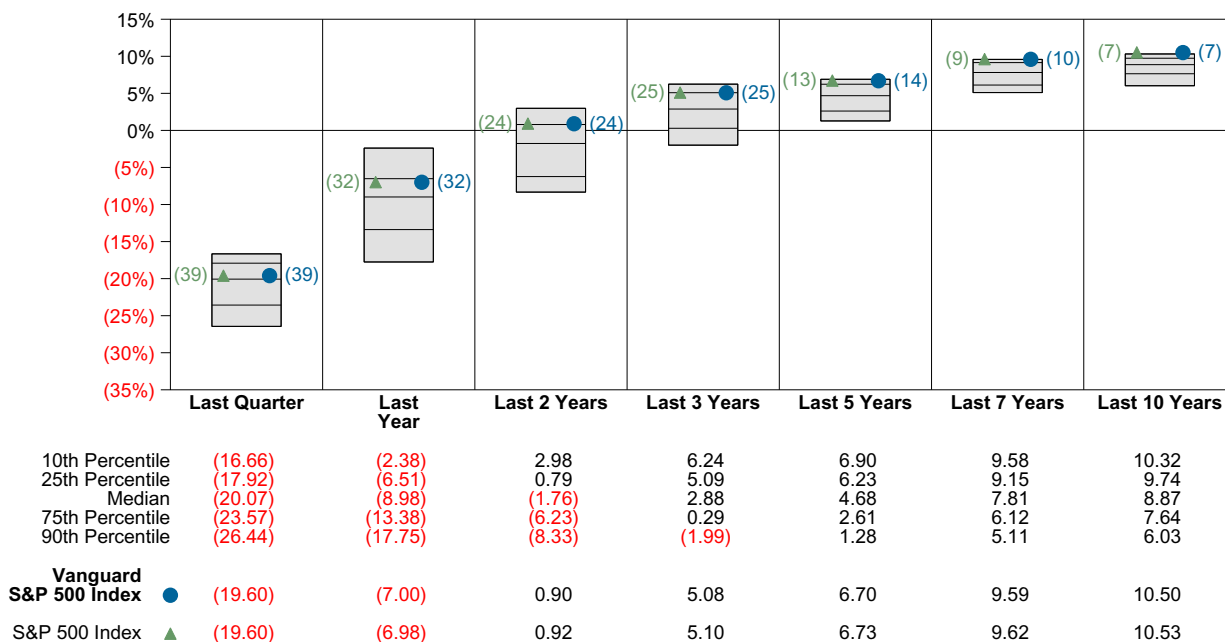 15%
10%
5%
0%
(5%)
(10%)
(15%)
(20%)
(25%)
(30%)
(35%)
(39) (39)
(32) (32)
(24) (24)
(25) (25)
(13) (14)
(9) (10)
(7) (7)
Last Quarter Last Year Last 2 Years Last 3 Years Last 5 Years Last 7 Years Last 10 Years
10th Percentile (16.66) (2.38) 2.98 6.24 6.90 9.58 10.32
25th Percentile (17.92) (6.51) 0.79 5.09 6.23 9.15 9.74
Median (20.07) (8.98) (1.76) 2.88 4.68 7.81 8.87
75th Percentile (23.57) (13.38) (6.23) 0.29 2.61 6.12 7.64
90th Percentile (26.44) (17.75) (8.33) (1.99) 1.28 5.11 6.03
Vanguard
S&P 500 Index (19.60) (7.00) 0.90 5.08 6.70 9.59 10.50
S&P 500 Index (19.60) (6.98) 0.92 5.10 6.73 9.62 10.53